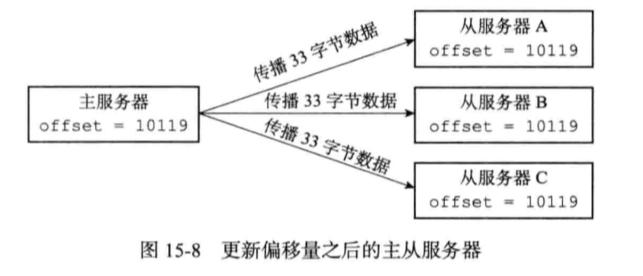 主服务器
offset = 10119
传播 33 字节数据
传播 33 字节数据
传播 33 字节数据
从服务器 A
offset = 10119
从服务器 B
offset = 10119
从服务器 C
offset = 10119
图 15-8 更新偏移量之后的主从服务器